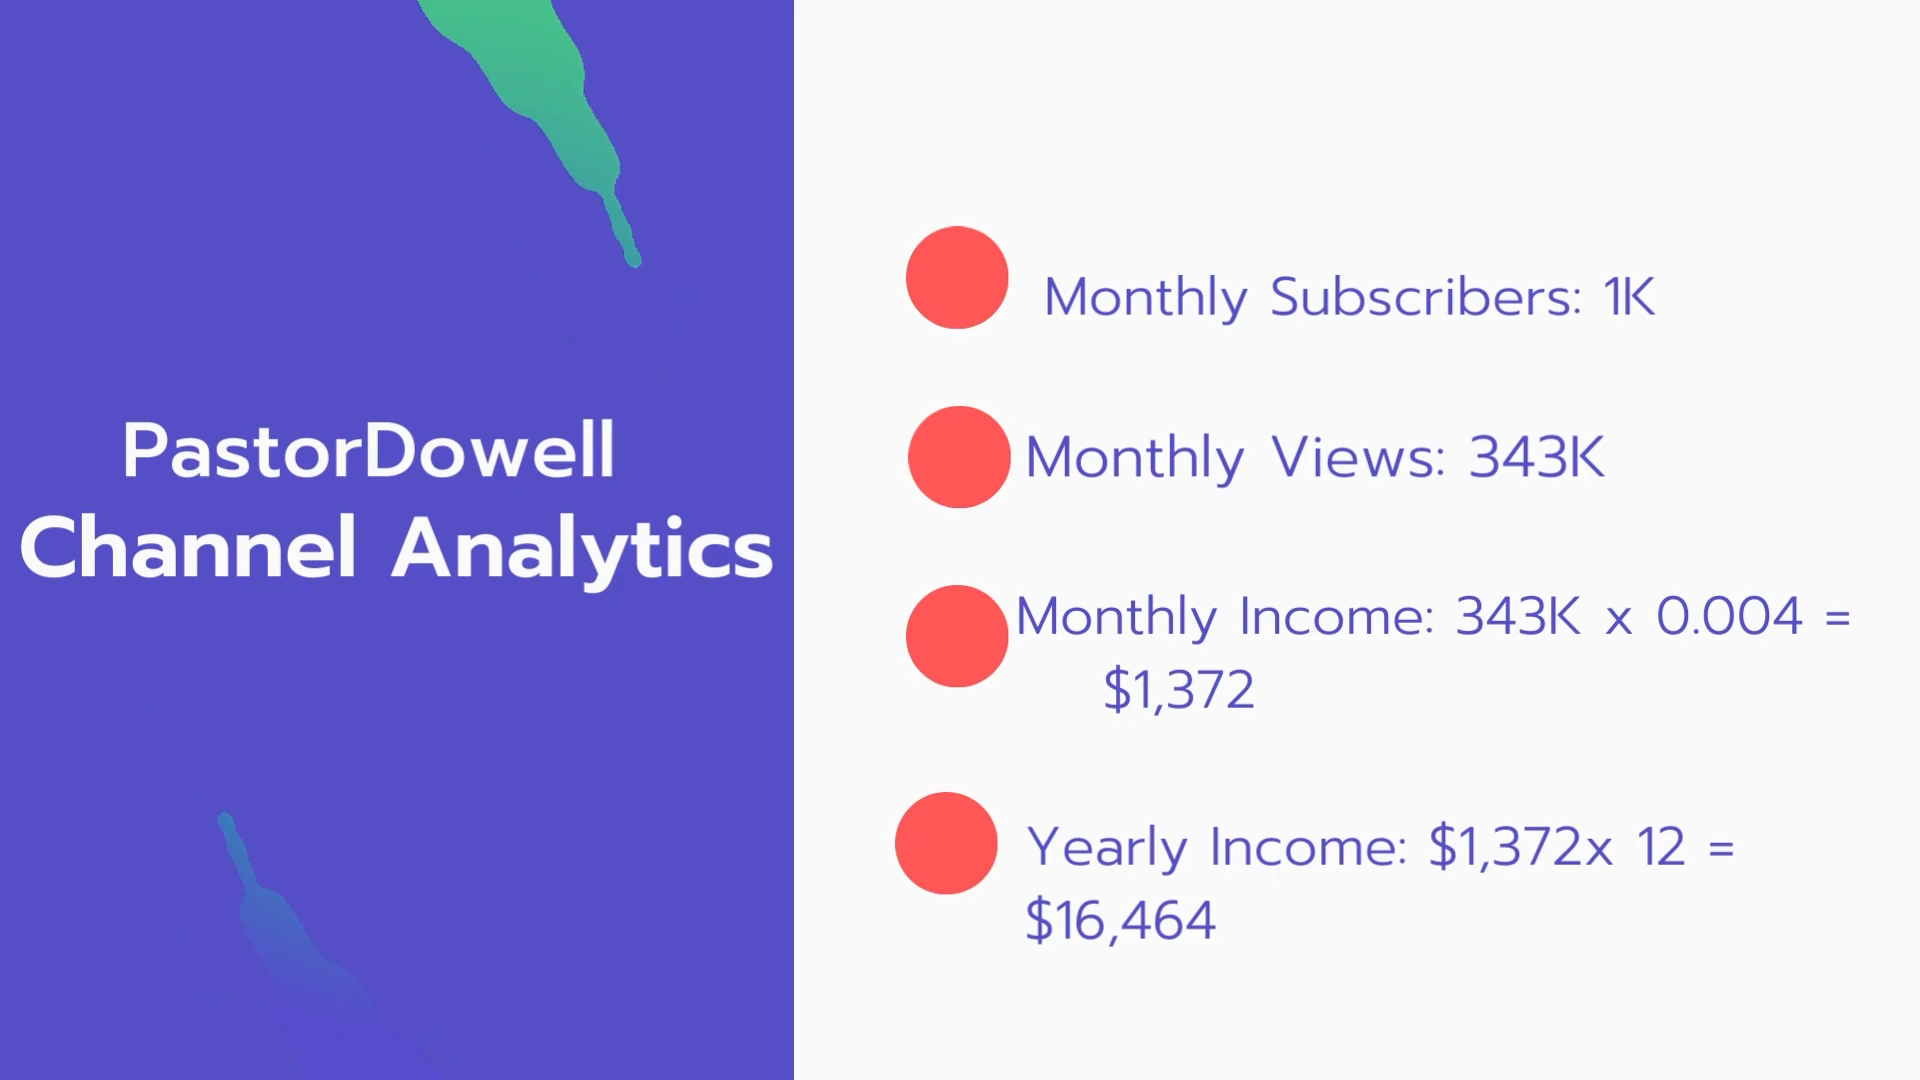 PastorDowell
Channel Analytics
Monthly Subscribers: 1K
Monthly Views: 343K
Monthly Income: 343K x 0.004 =
$1,372
Yearly Income: $1,372x 12 =
$16,464